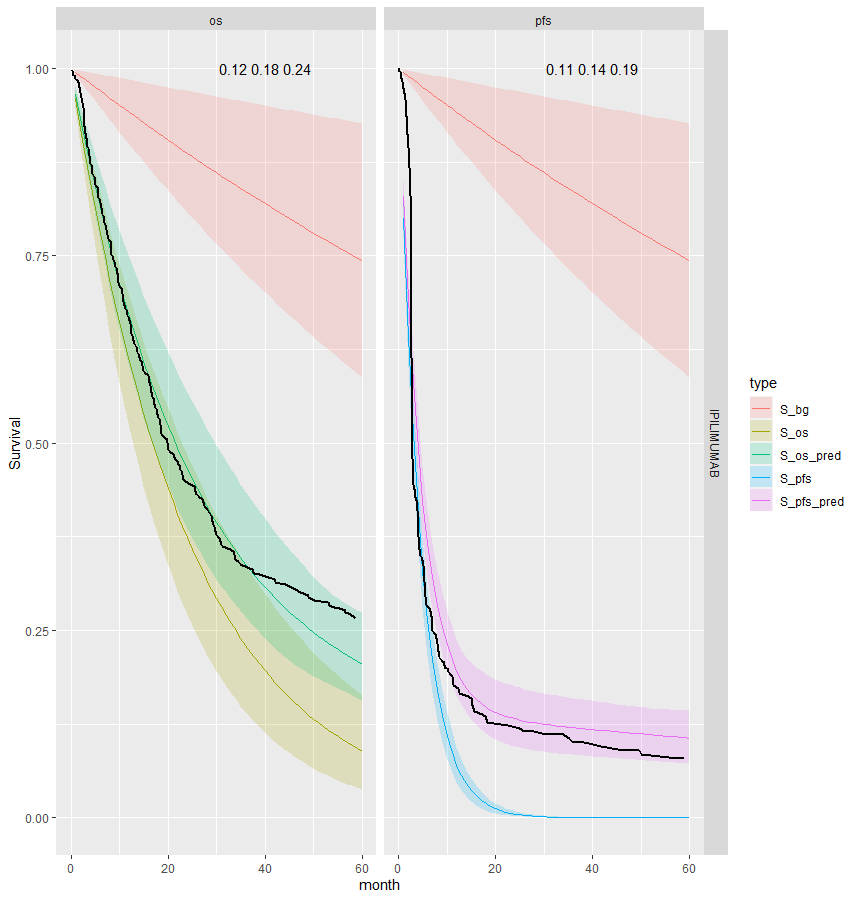 os
pfs
0.12 0.18 0.24
0.11 0.14 0.19
1.00
0.75
0.50
0.25
0.00
Survival
0
20
40
60
0
20
40
60
month
IPILIMUMAB
type
S_bg
S_os
S_os_pred
S_pfs
S_pfs_pred